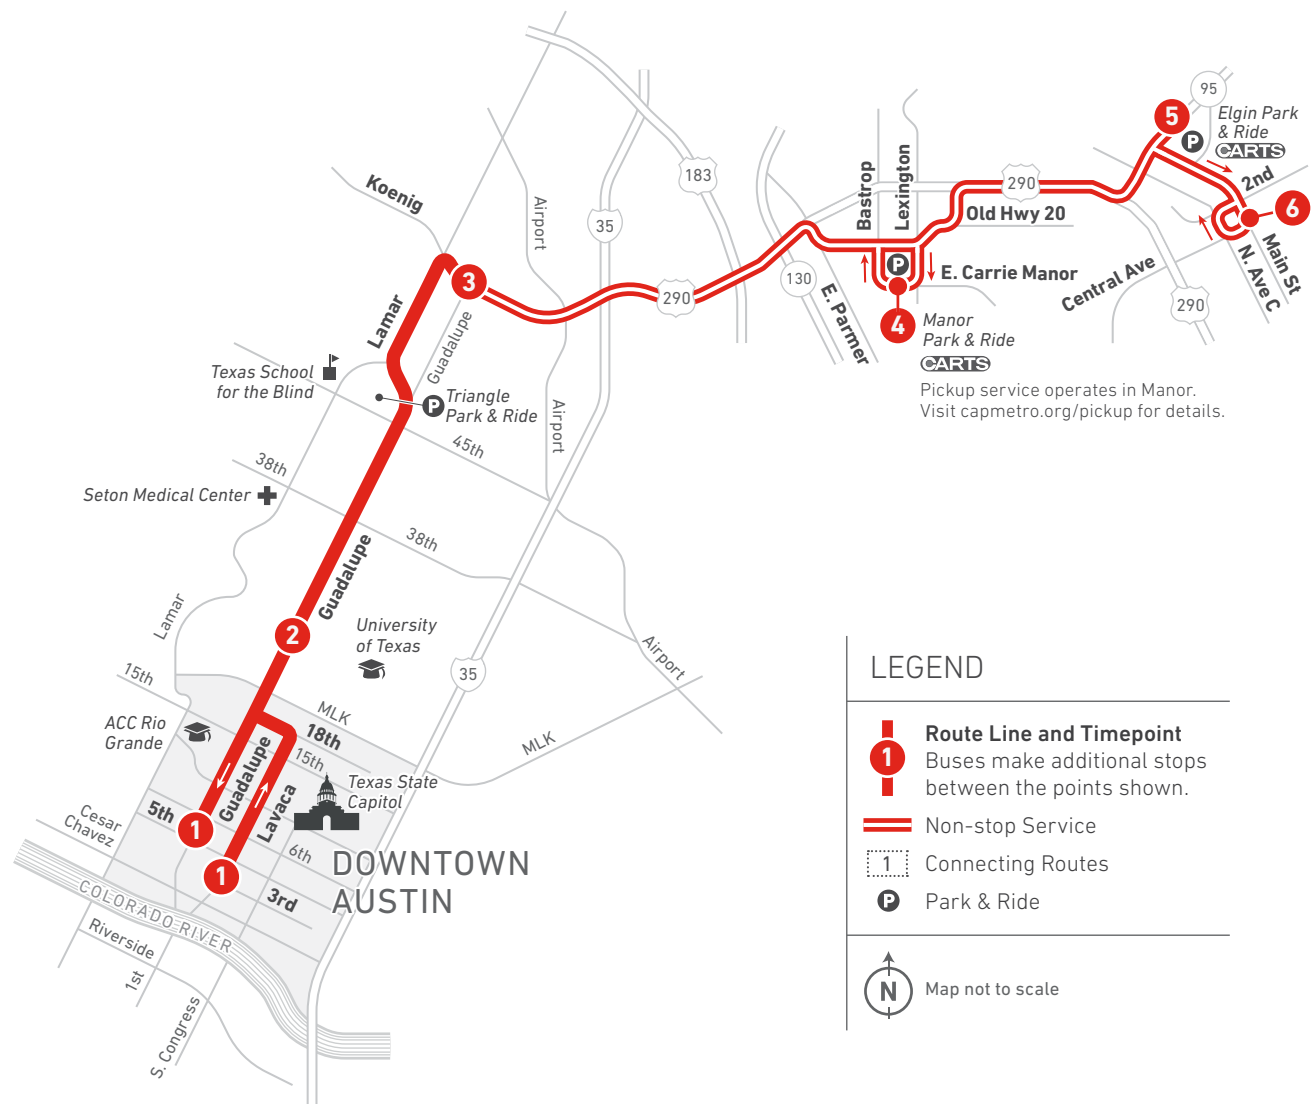 95
5
Elgin Park
& Ride
P
CARTS
2nd
6
Main St
N. Ave C
Central Ave
290
Koenig
183
Airport
35
Bastrop
Lexington
290
Old Hwy 20
P
E. Carrie Manor
130
E. Parmer
4
Manor
Park & Ride
CARTS
Pickup service operates in Manor.
Visit capmetro.org/pickup for details.
3
290
Lamar
Guadalupe
Texas School
for the Blind
P
Triangle
Park & Ride
Airport
45th
38th
Seton Medical Center
38th
Guadalupe
Lamar
2
University
of Texas
35
Airport
15th
MLK
MLK
ACC Rio
Grande
18th
15th
Guadalupe
Lavaca
Texas State
Capitol
5th
1
Cesar
Chavez
6th
1
3rd
DOWNTOWN
AUSTIN
COLORADO RIVER
Riverside
1st
S. Congress
LEGEND
1
Route Line and Timepoint
Buses make additional stops
between the points shown.
Non-stop Service
1
Connecting Routes
P
Park & Ride
N
Map not to scale